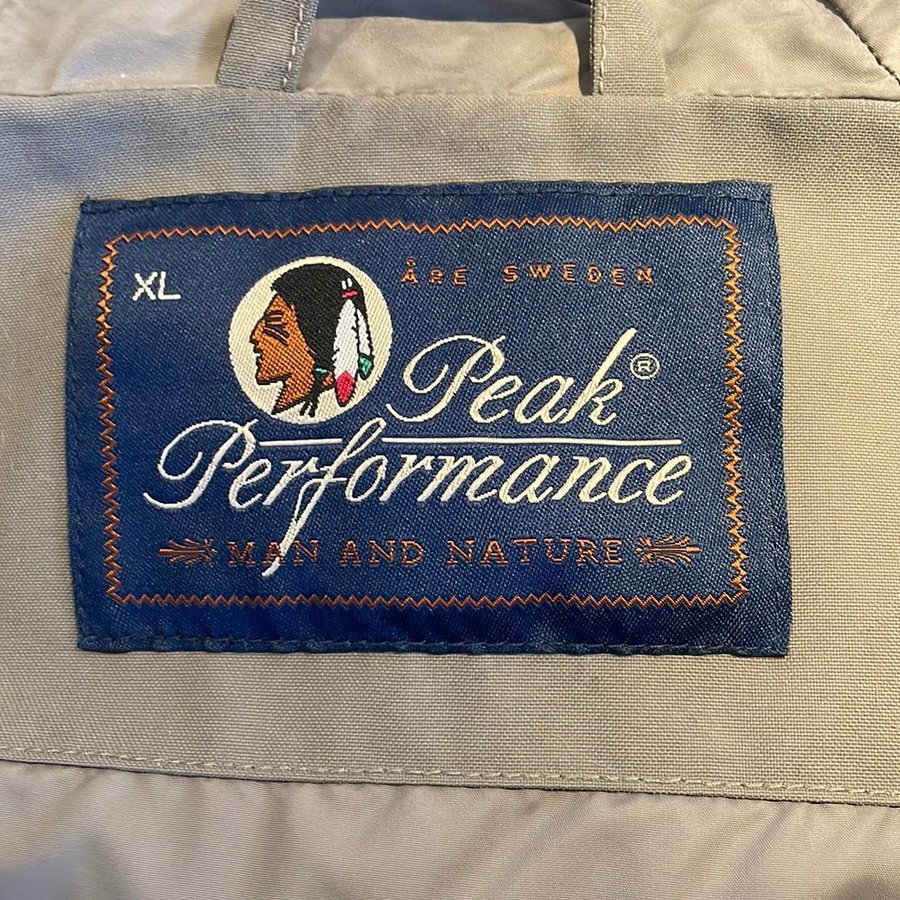 XL
ÅRE SWEDEN
Peak®
Performance
MAN AND NATURE